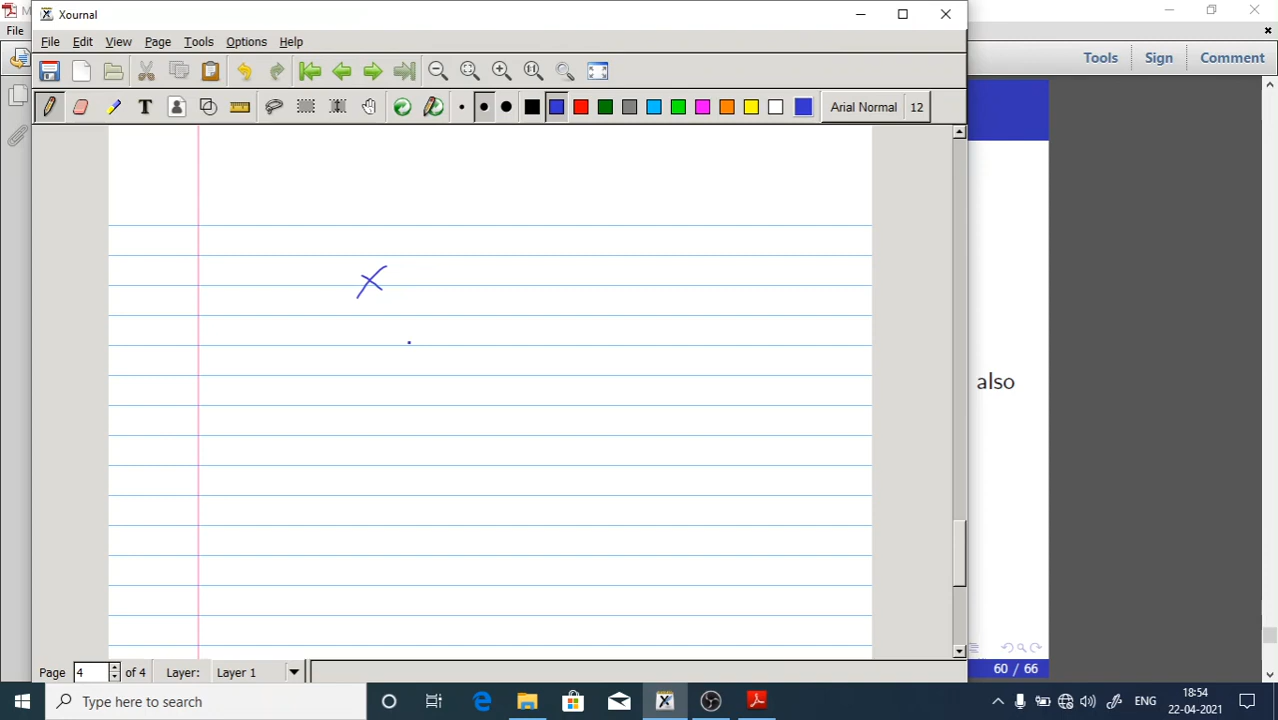 M
Xournal
File
File Edit View Page Tools Options Help
Tools Sign Comment
T
Arial Normal 12
X
also
60 / 66
Page 4 of 4 Layer: Layer 1
Type here to search
ENG
18:54
22-04-2021